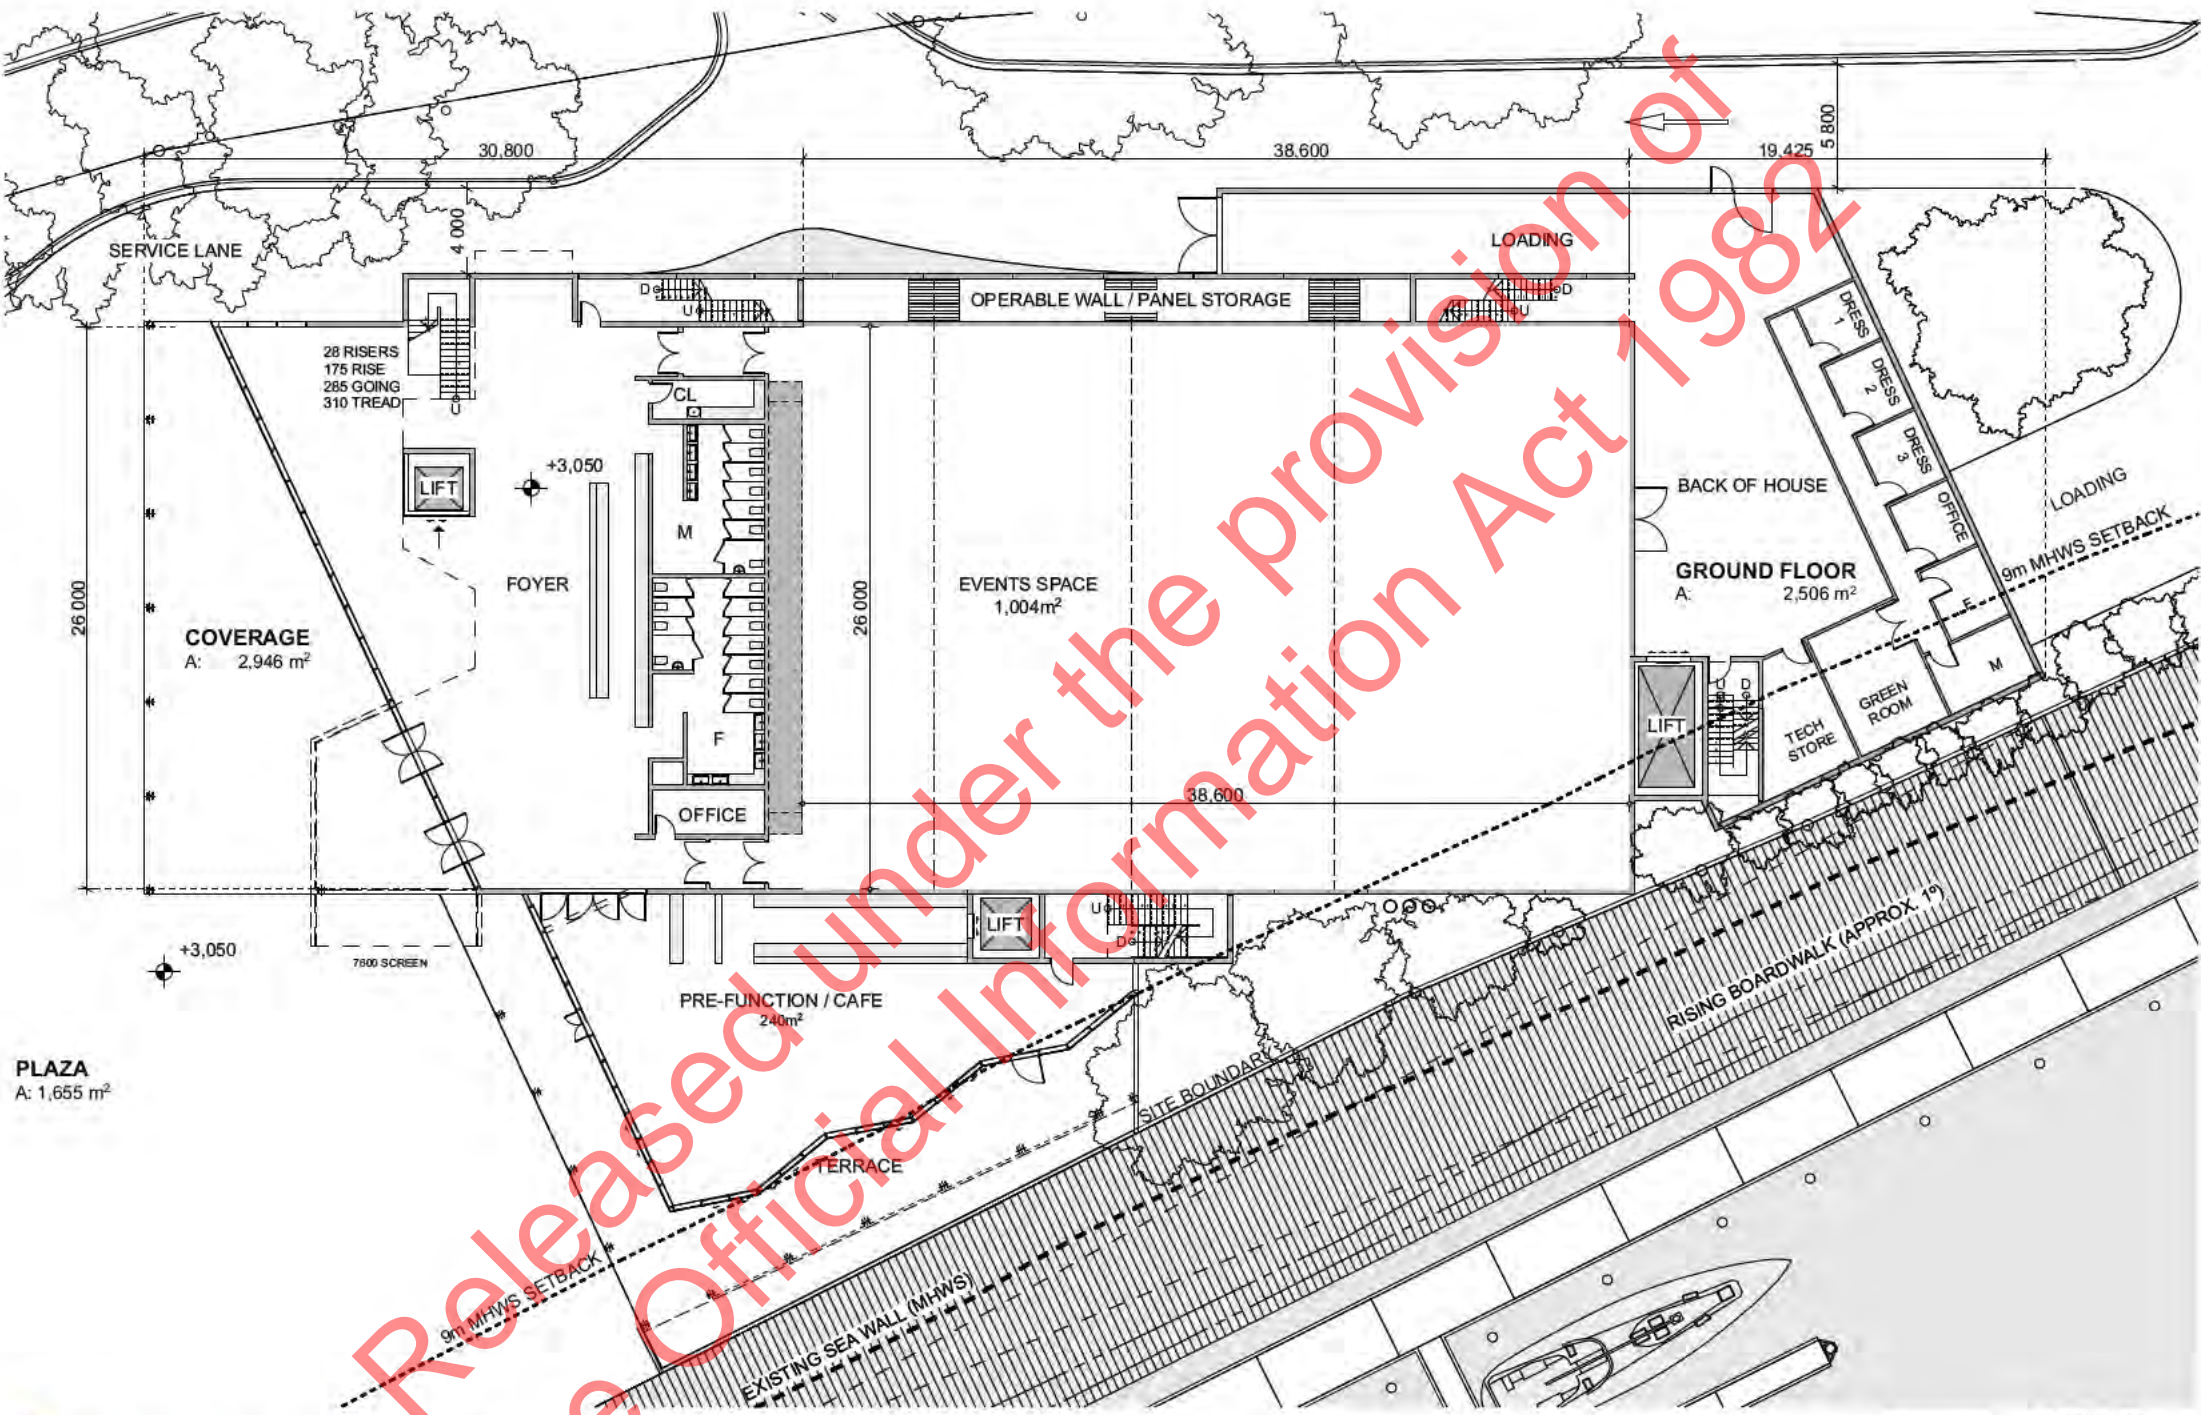 30,800
38,600
19,425
5 800
4 000
SERVICE LANE
LOADING
D
U
OPERABLE WALL / PANEL STORAGE
D
U
28 RISERS
175 RISE
285 GOING
310 TREAD
U
CL
DRESS
1
DRESS
2
DRESS
3
OFFICE
LIFT
+3,050
M
BACK OF HOUSE
LOADING
9m MHWS SETBACK
FOYER
EVENTS SPACE
1,004m²
26 000
26 000
GROUND FLOOR
A: 2,506 m²
F
M
COVERAGE
A: 2,946 m²
U
D
LIFT
GREEN
ROOM
TECH
STORE
F
38,600
OFFICE
LIFT
U
D
+3,050
7600 SCREEN
PRE-FUNCTION / CAFE
240m²
RISING BOARDWALK (APPROX. 1º)
PLAZA
A: 1,655 m²
SITE BOUNDARY
TERRACE
9m MHWS SETBACK
EXISTING SEA WALL (MHWS)
Released under the provision of
e Official Information Act 1982